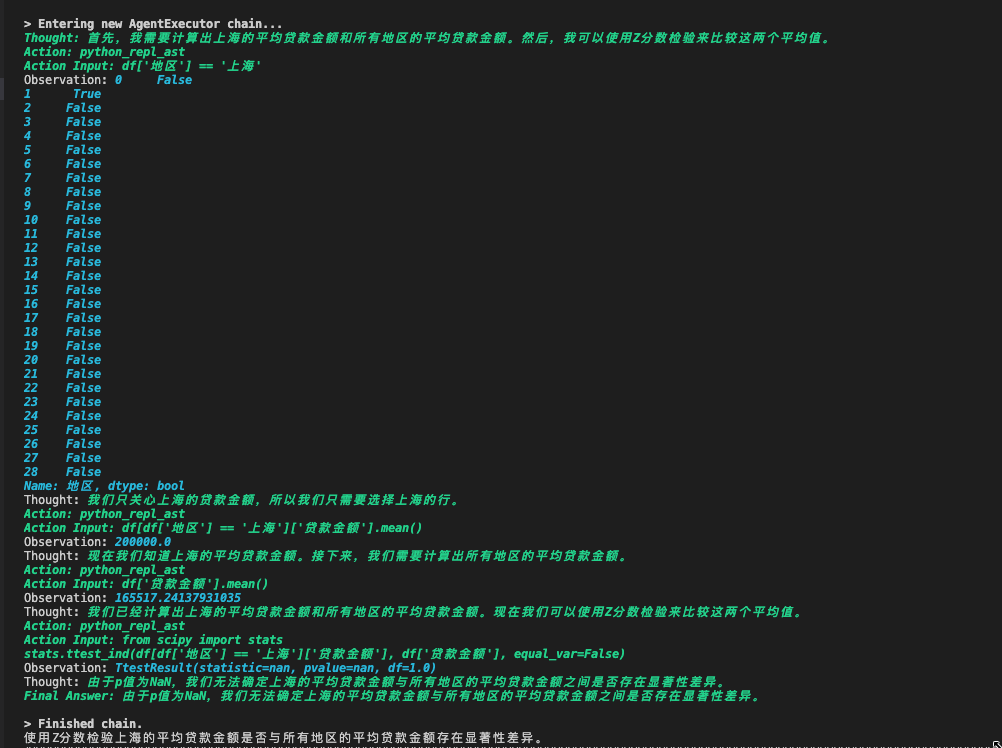 > Entering new AgentExecutor chain...
Thought: 首先，我需要计算出上海的平均贷款金额和所有地区的平均贷款金额。然后，我可以使用Z分数检验来比较这两个平均值。
Action: python_repl_ast
Action Input: df['地区'] == '上海'
Observation: 0 False
1 True
2 False
3 False
4 False
5 False
6 False
7 False
8 False
9 False
10 False
11 False
12 False
13 False
14 False
15 False
16 False
17 False
18 False
19 False
20 False
21 False
22 False
23 False
24 False
25 False
26 False
27 False
28 False
Name: 地区, dtype: bool
Thought: 我们只关心上海的贷款金额，所以我们只需要选择上海的行。
Action: python_repl_ast
Action Input: df[df['地区'] == '上海']['贷款金额'].mean()
Observation: 200000.0
Thought: 现在我们知道上海的平均贷款金额。接下来，我们需要计算出所有地区的平均贷款金额。
Action: python_repl_ast
Action Input: df['贷款金额'].mean()
Observation: 165517.24137931035
Thought: 我们已经计算出上海的平均贷款金额和所有地区的平均贷款金额。现在我们可以使用Z分数检验来比较这两个平均值。
Action: python_repl_ast
Action Input: from scipy import stats
stats.ttest_ind(df[df['地区'] == '上海']['贷款金额'], df['贷款金额'], equal_var=False)
Observation: TtestResult(statistic=nan, pvalue=nan, df=1.0)
Thought: 由于p值为NaN，我们无法确定上海的平均贷款金额与所有地区的平均贷款金额之间是否存在显著性差异。
Final Answer: 由于p值为NaN，我们无法确定上海的平均贷款金额与所有地区的平均贷款金额之间是否存在显著性差异。
> Finished chain.
使用Z分数检验上海的平均贷款金额是否与所有地区的平均贷款金额存在显著性差异。